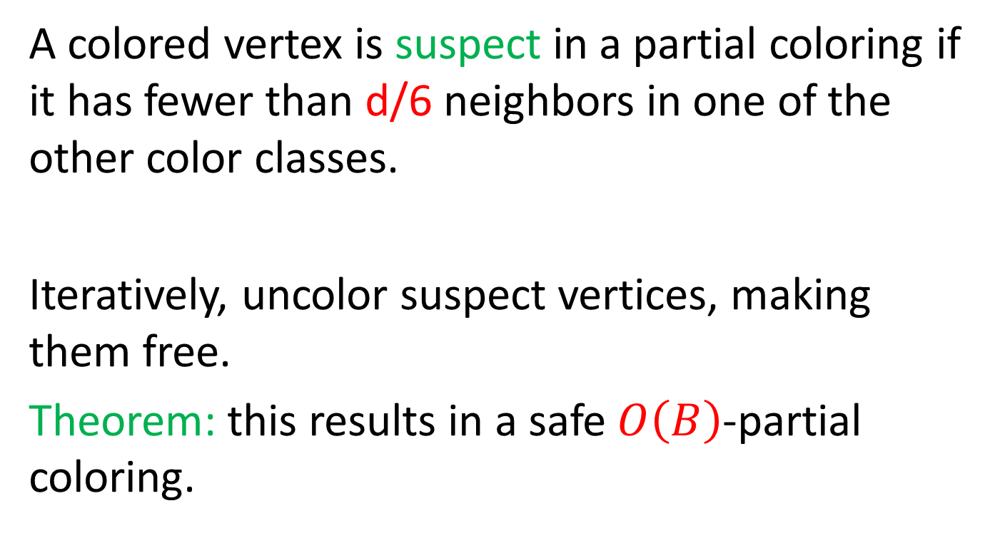 A colored vertex is suspect in a partial coloring if
it has fewer than d/6 neighbors in one of the
other color classes.
Iteratively, uncolor suspect vertices, making
them free.
Theorem: this results in a safe O(B)-partial
coloring.